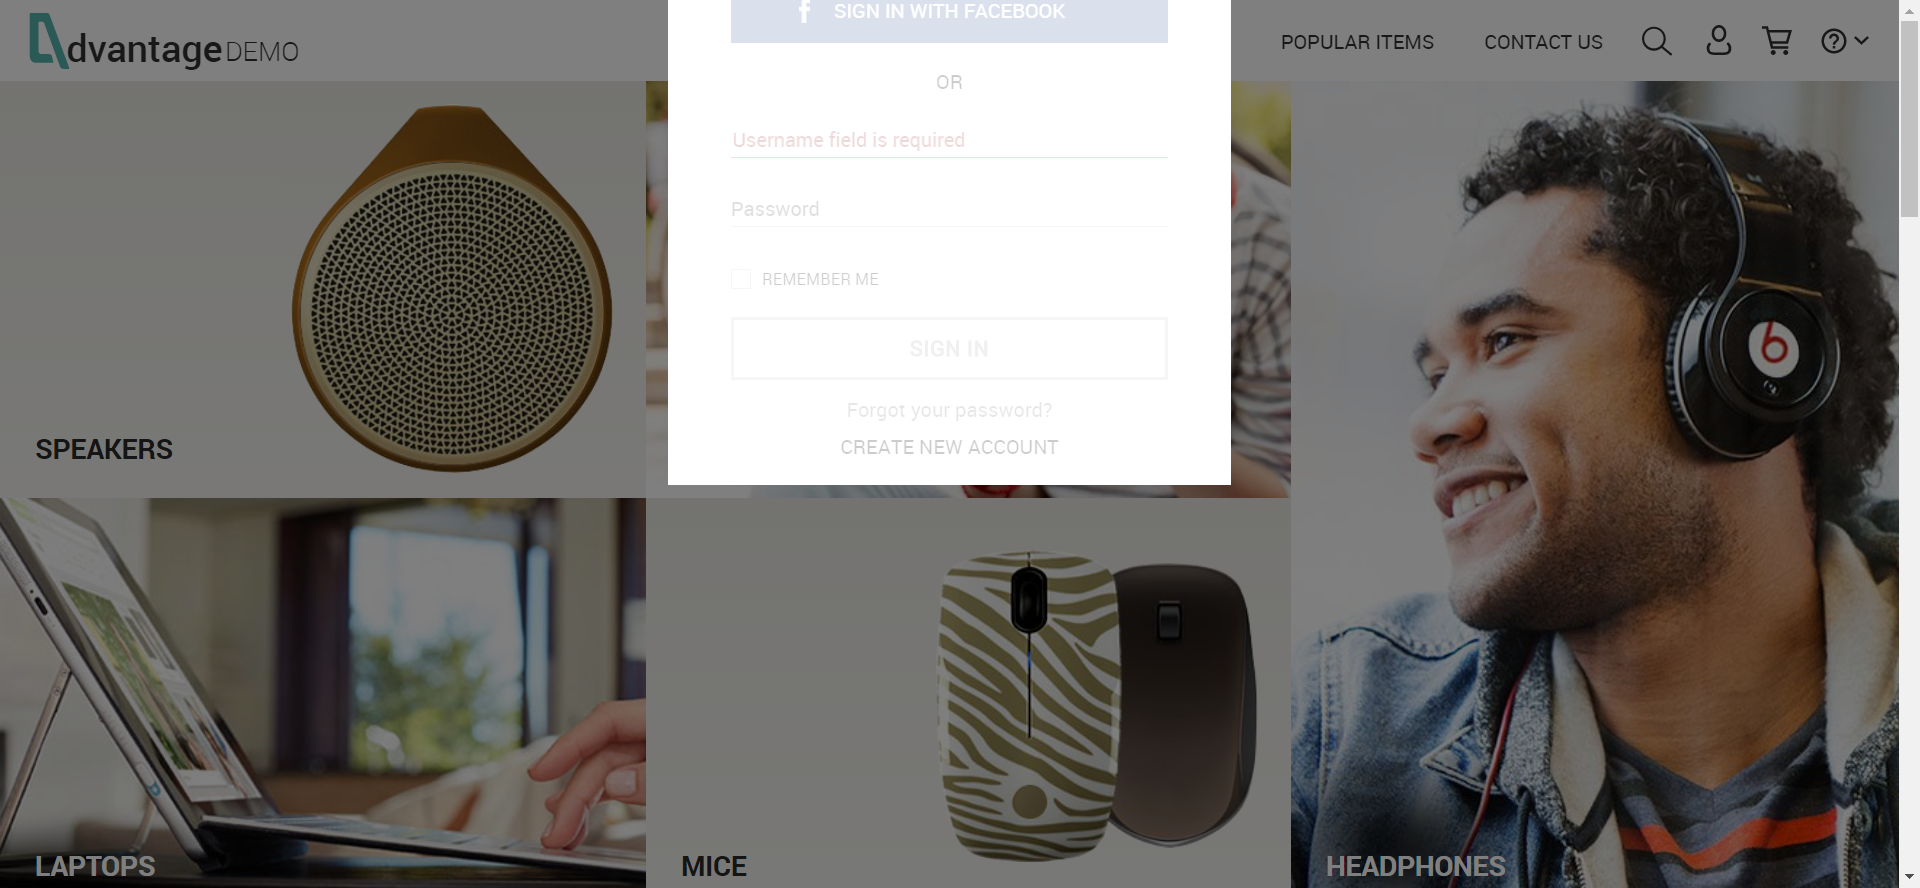 dvantage DEMO
SIGN IN WITH FACEBOOK
POPULAR ITEMS
CONTACT US
OR
Username field is required
Password
REMEMBER ME
SIGN IN
Forgot your password?
CREATE NEW ACCOUNT
SPEAKERS
LAPTOPS
MICE
HEADPHONES